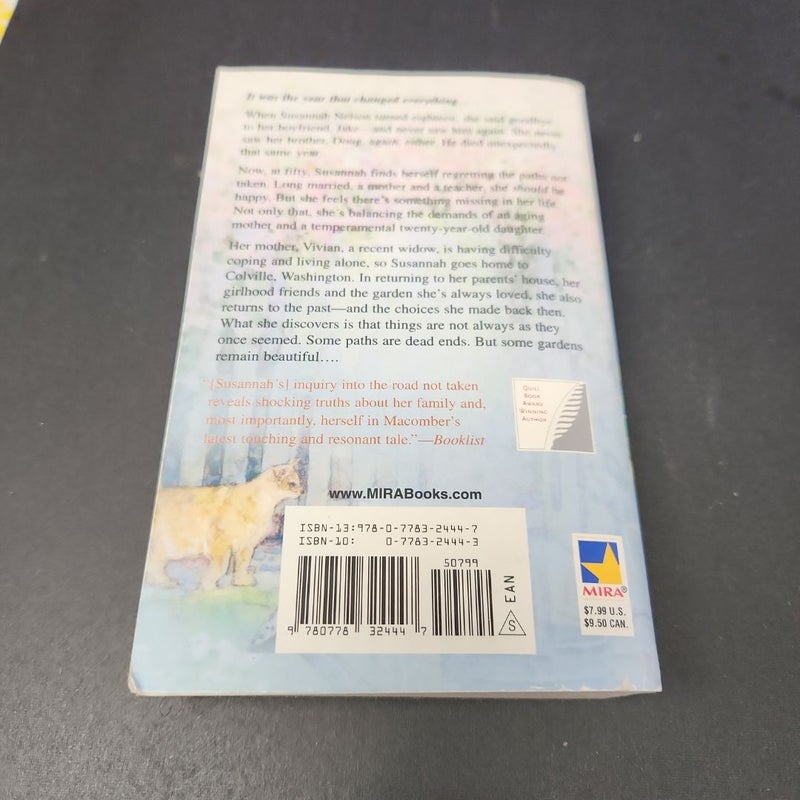 It was the year that changed everything...
When Susannah Nelson turned eighteen, she said goodbye
to her boyfriend, Jake—and never saw him again. She never
saw her brother, Doug, again, either. He died unexpectedly
that same year.
Now, at fifty, Susannah finds herself regretting the paths not
taken. Long married, a mother and a teacher, she should be
happy. But she feels there's something missing in her life.
Not only that, she's balancing the demands of an aging
mother and a temperamental twenty-year-old daughter.
Her mother, Vivian, a recent widow, is having difficulty
coping and living alone, so Susannah goes home to
Colville, Washington. In returning to her parents' house, her
girlhood friends and the garden she's always loved, she also
returns to the past—and the choices she made back then.
What she discovers is that things are not always as they
once seemed. Some paths are dead ends. But some gardens
remain beautiful....
"[Susannah's] inquiry into the road not taken
reveals shocking truths about her family and,
most importantly, herself in Macomber's
latest touching and resonant tale."—Booklist
QUILL
BOOK
AWARD
WINNING
AUTHOR
www.MIRABooks.com
ISBN-13:978-0-7783-2444-7
ISBN-10: 0-7783-2444-3
50799
9 780778 32444 7
EAN
S
MIRA®
$7.99 U.S.
$9.50 CAN.